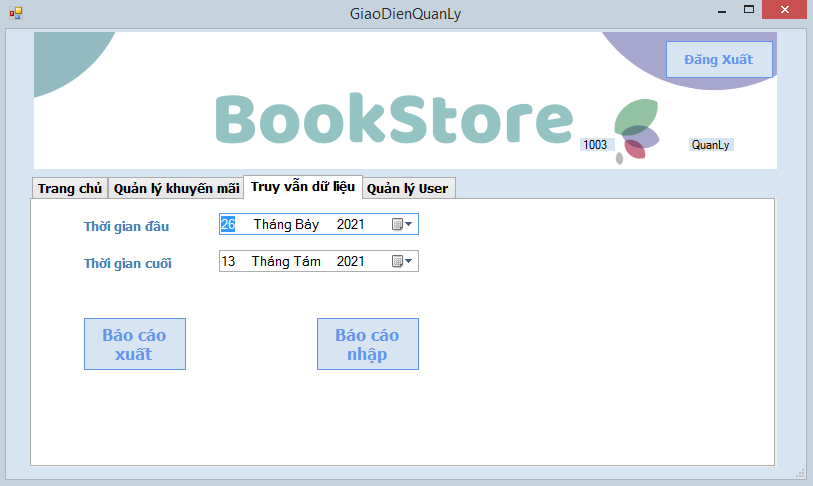 GiaoDienQuanLy
Đăng Xuất
BookStore
1003 QuanLy
Trang chủ Quản lý khuyến mãi Truy vấn dữ liệu Quản lý User
Thời gian đầu 26 Tháng Bảy 2021
Thời gian cuối 13 Tháng Tám 2021
Báo cáo xuất
Báo cáo nhập